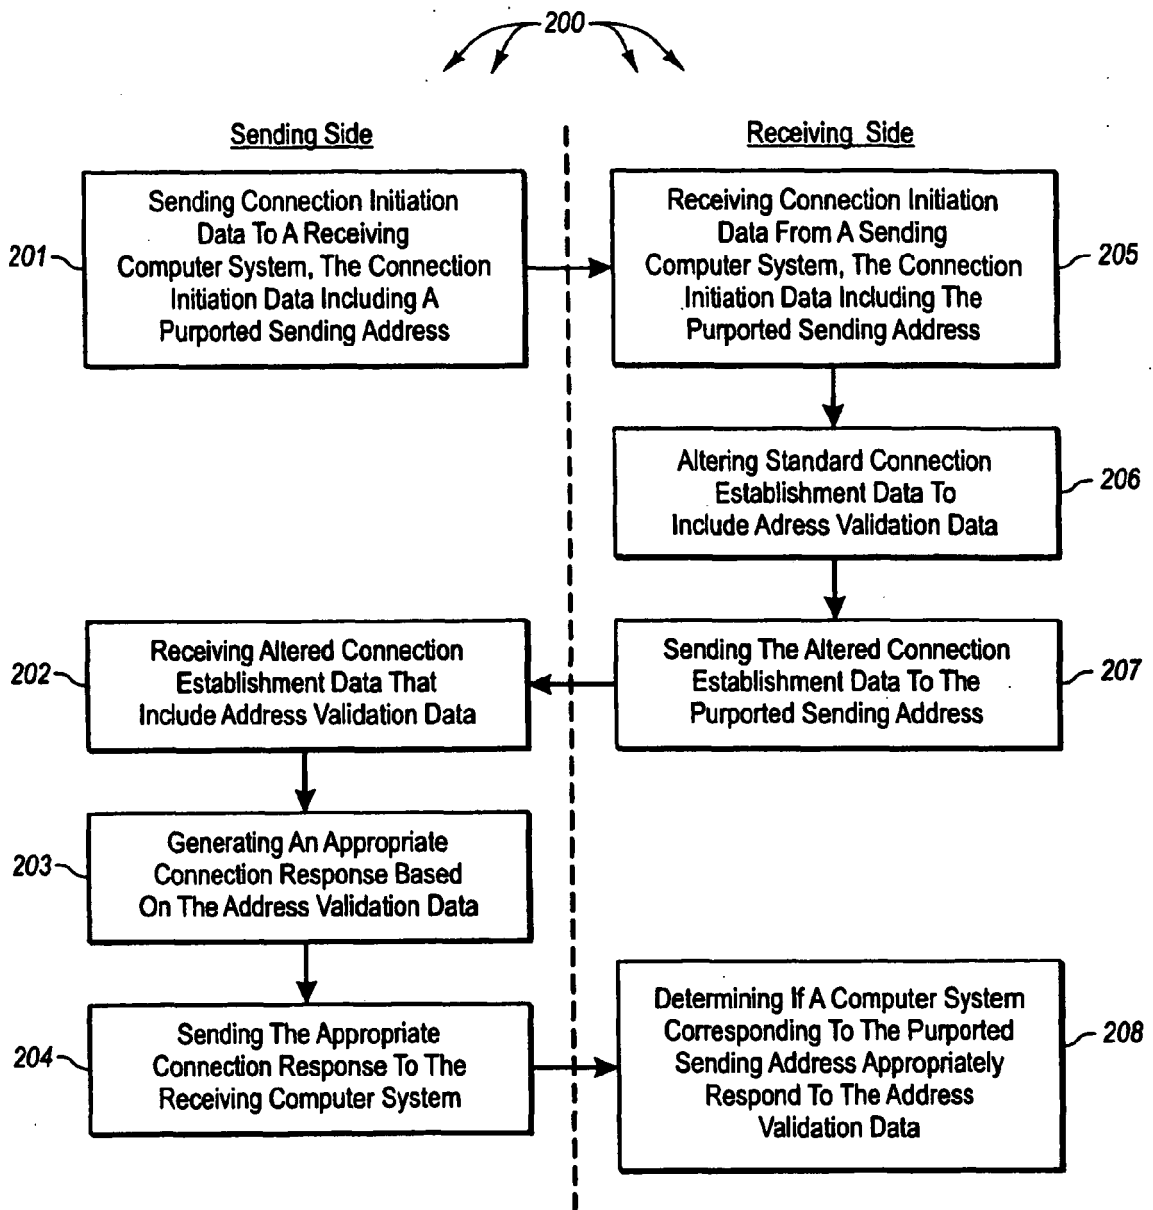 200
Sending Side
Receiving Side
201
Sending Connection Initiation
Data To A Receiving
Computer System, The Connection
Initiation Data Including A
Purported Sending Address
Receiving Connection Initiation
Data From A Sending
Computer System, The Connection
Initiation Data Including The
Purported Sending Address
205
Altering Standard Connection
Establishment Data To
Include Adress Validation Data
206
Sending The Altered Connection
Establishment Data To The
Purported Sending Address
207
202
Receiving Altered Connection
Establishment Data That
Include Address Validation Data
203
Generating An Appropriate
Connection Response Based
On The Address Validation Data
204
Sending The Appropriate
Connection Response To The
Receiving Computer System
Determining If A Computer System
Corresponding To The Purported
Sending Address Appropriately
Respond To The Address
Validation Data
208